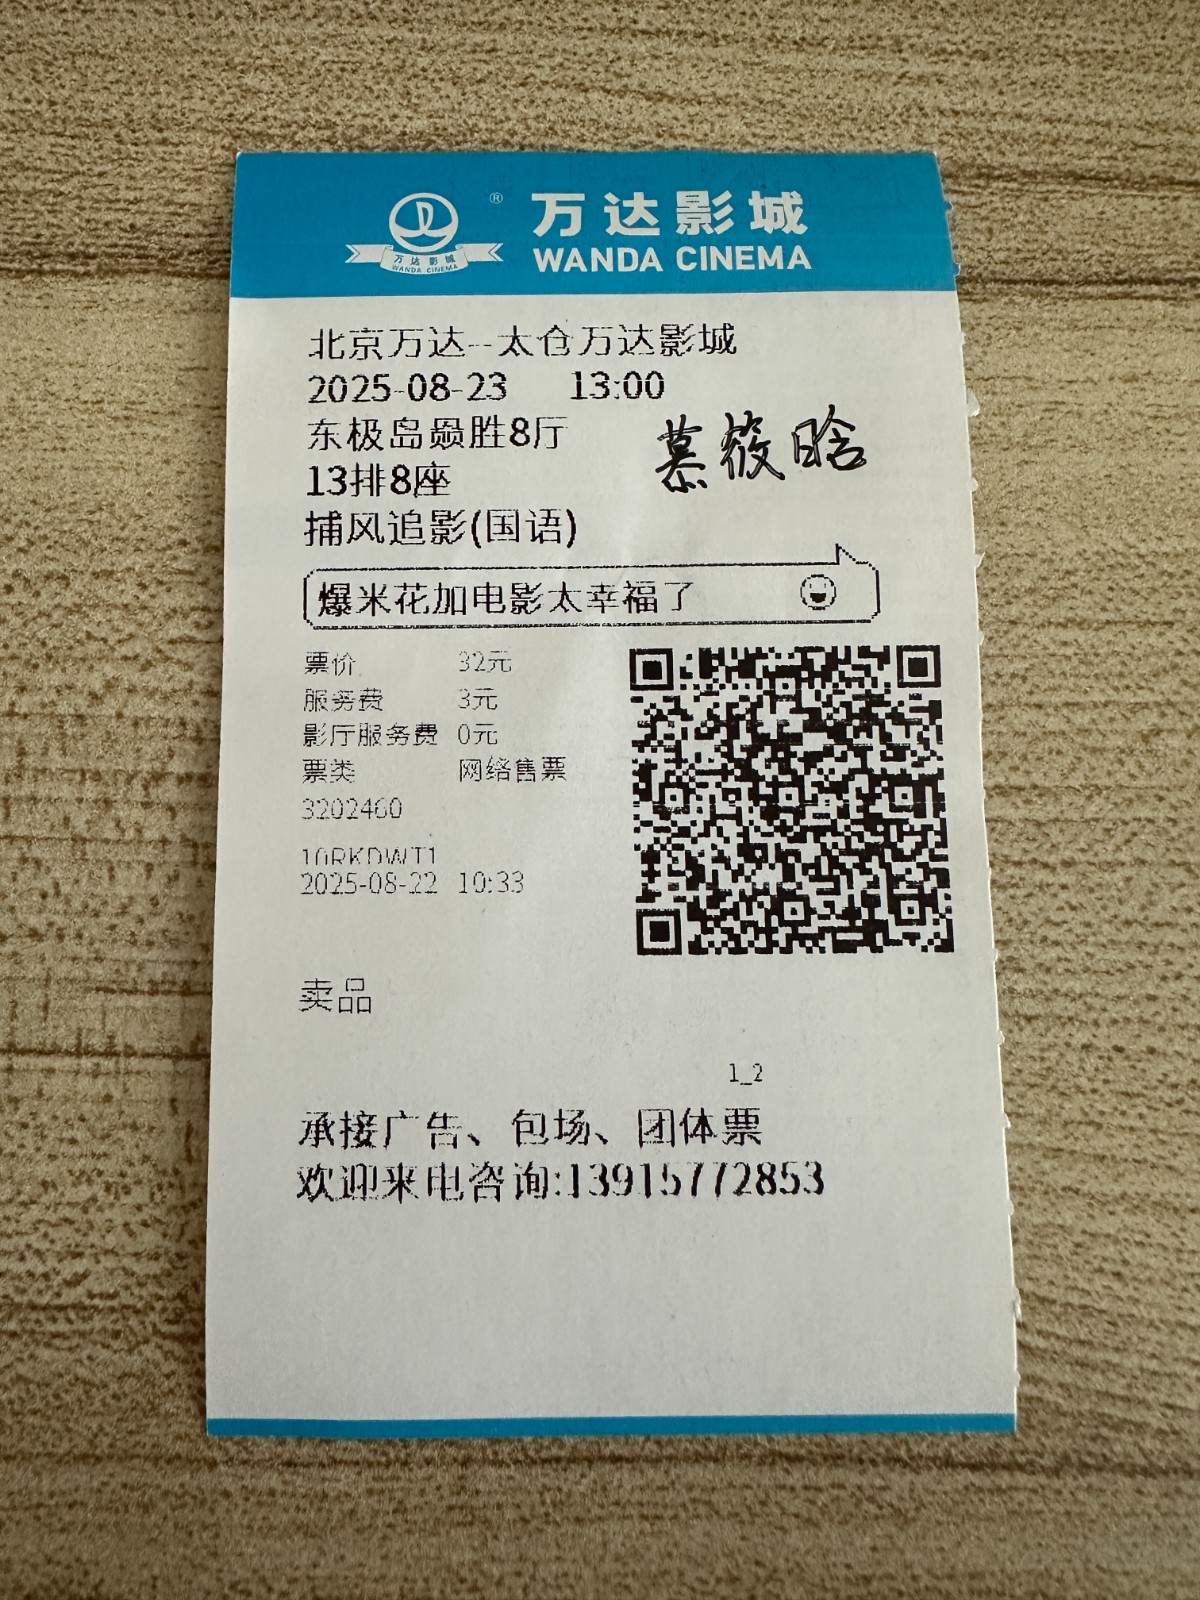 万达影城
WANDA CINEMA
®
万达影城
WANDA CINEMA
北京万达--太仓万达影城
2025-08-23 13:00
东极岛赑胜8厅
慕筱晗
13排8座
捕风追影(国语)
爆米花加电影太幸福了
票价 32元
服务费 3元
影厅服务费 0元
票类 网络售票
3202460
2025-08-22 10:33
卖品
1_2
承接广告、包场、团体票
欢迎来电咨询:13915772853